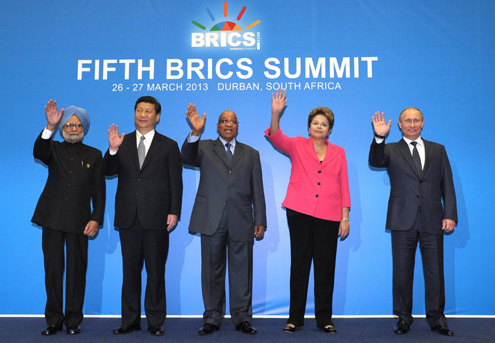 BRICS
FIFTH BRICS SUMMIT
26 - 27 MARCH 2013 DURBAN, SOUTH AFRICA